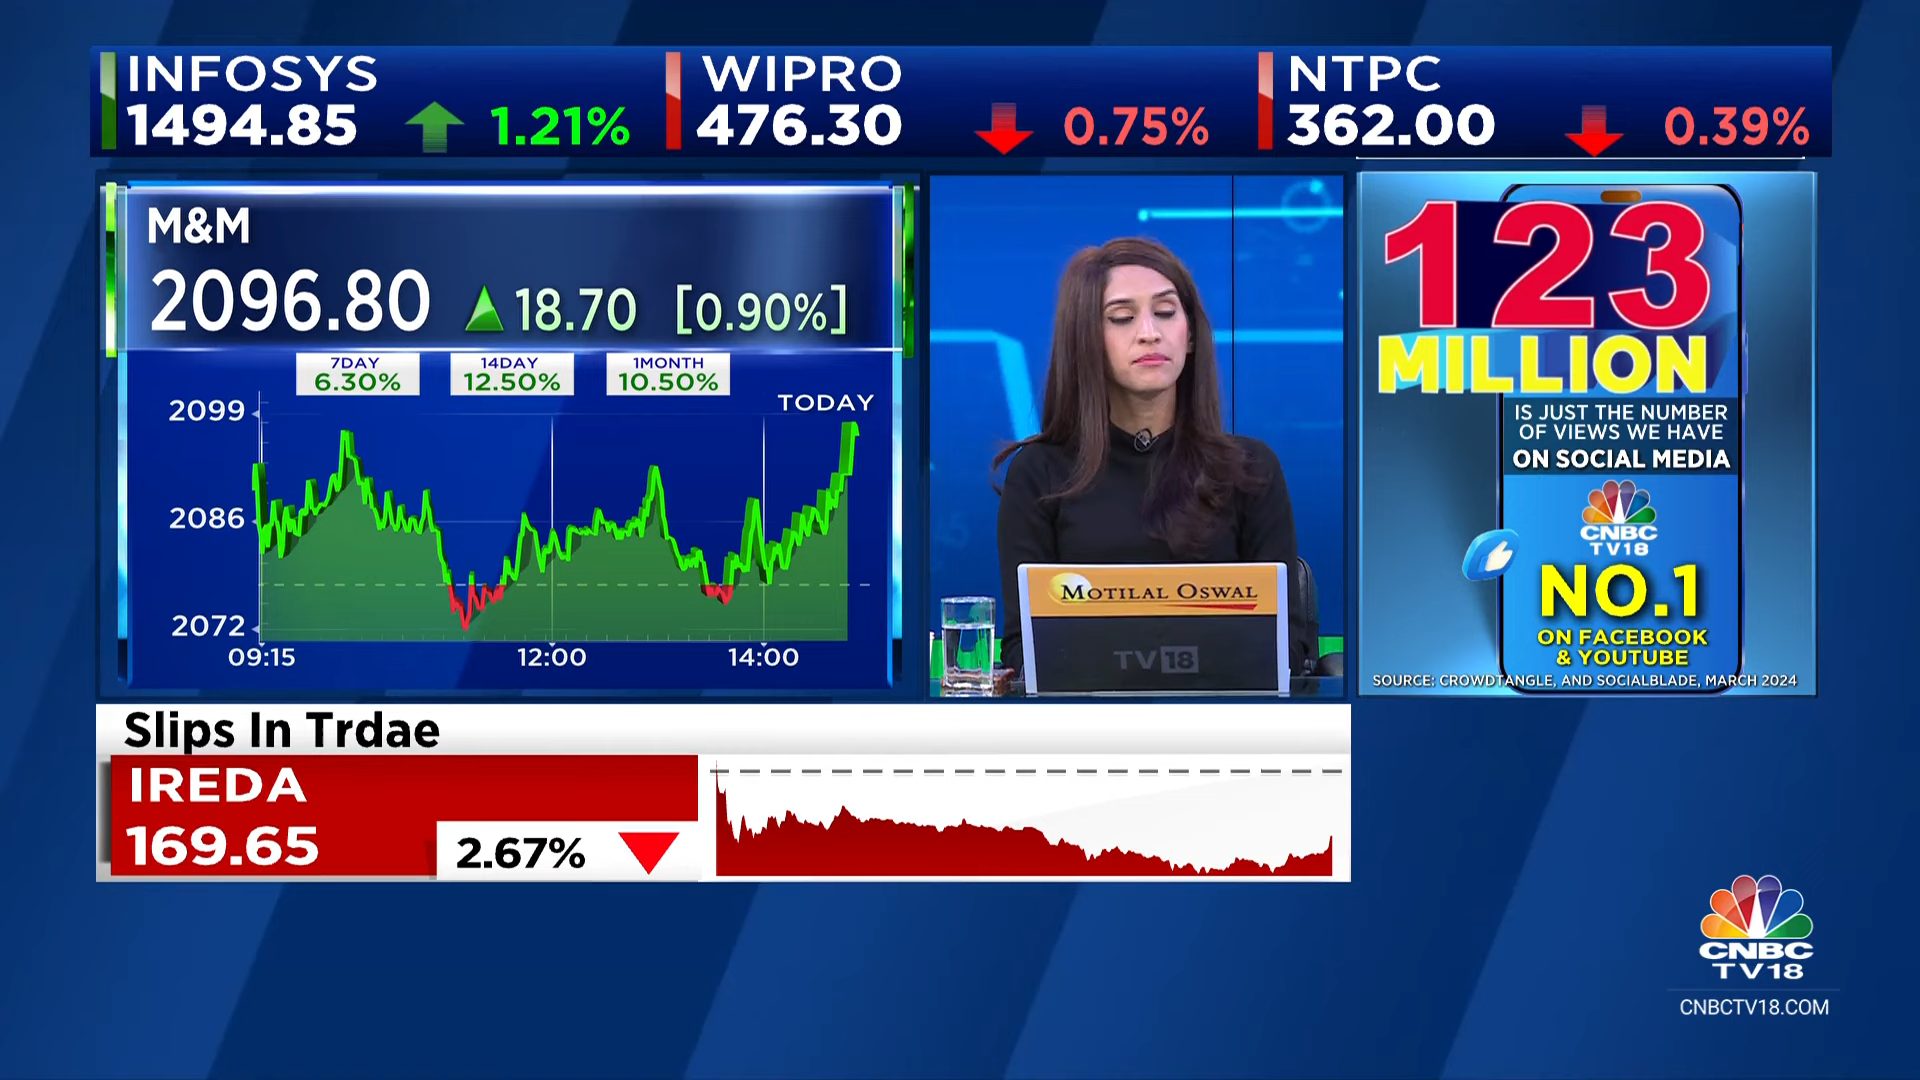 INFOSYS
1494.85 1.21%
WIPRO
476.30 0.75%
NTPC
362.00 0.39%
M&M
2096.80 18.70 [0.90%]
7DAY
6.30%
14DAY
12.50%
1MONTH
10.50%
TODAY
2099
2086
2072
09:15 12:00 14:00
MOTILAL OSWAL
TV18
123
MILLION
IS JUST THE NUMBER
OF VIEWS WE HAVE
ON SOCIAL MEDIA
CNBC
TV18
NO.1
ON FACEBOOK
& YOUTUBE
SOURCE: CROWDTANGLE, AND SOCIALBLADE, MARCH 2024
Slips In Trdae
IREDA
169.65
2.67%
CNBC
TV18
CNBCTV18.COM